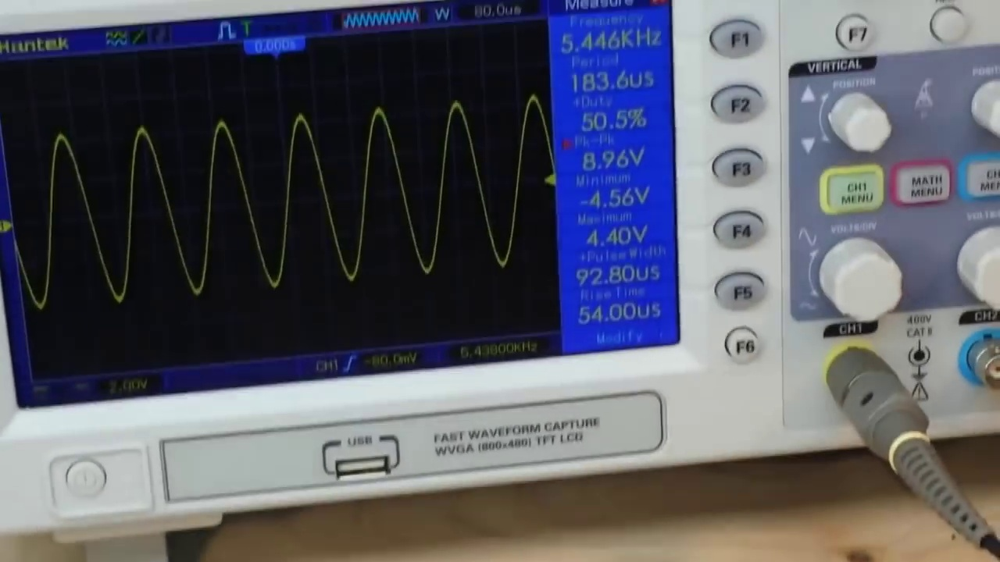 Hantek
T
W
80.0us
0.000s
Measure
Frequency
5.446KHz
Period
183.6us
+Duty
50.5%
Pk-Pk
8.96V
Minimum
-4.56V
Maximum
4.40V
+Pulse Width
92.80us
Rise Time
54.00us
Modify
2.00V
CH1
-80.0mV
5.43800KHz
F1
F2
F3
F4
F5
F6
F7
VERTICAL
POSITION
CH1
MENU
MATH
MENU
VOLTS/DIV
CH1
400V
CAT II
CH2
USB
FAST WAVEFORM CAPTURE
WVGA (800x480) TFT LCD